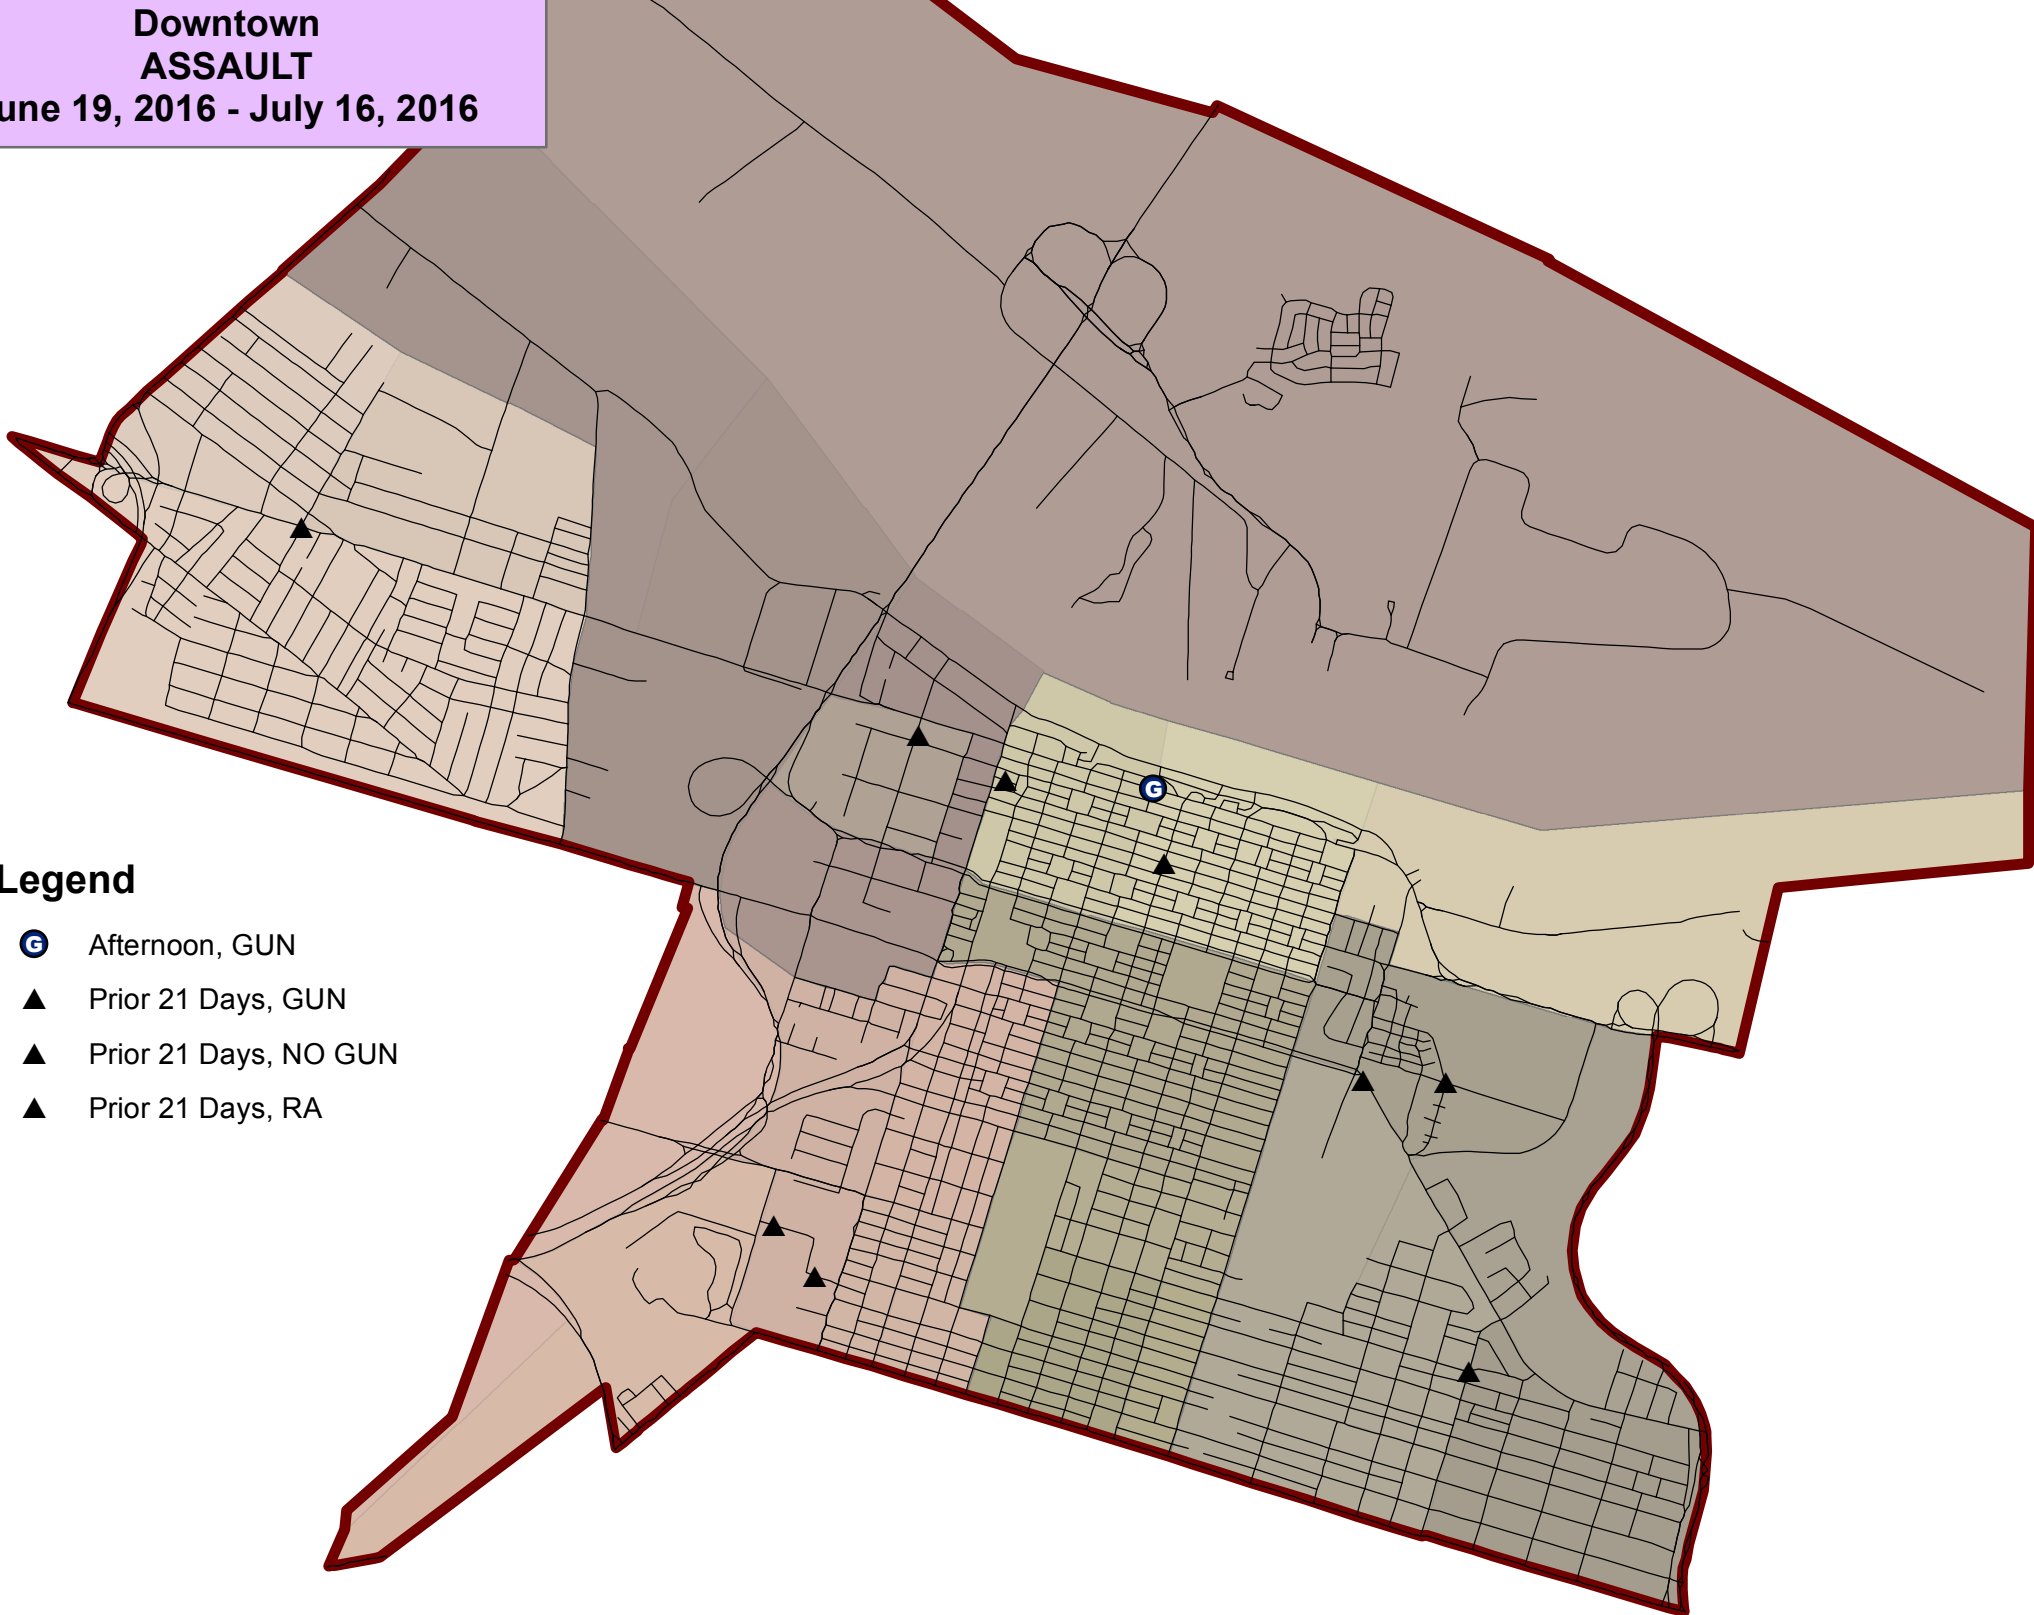 Downtown
ASSAULT
une 19, 2016 - July 16, 2016
G
Legend
G Afternoon, GUN
Prior 21 Days, GUN
Prior 21 Days, NO GUN
Prior 21 Days, RA